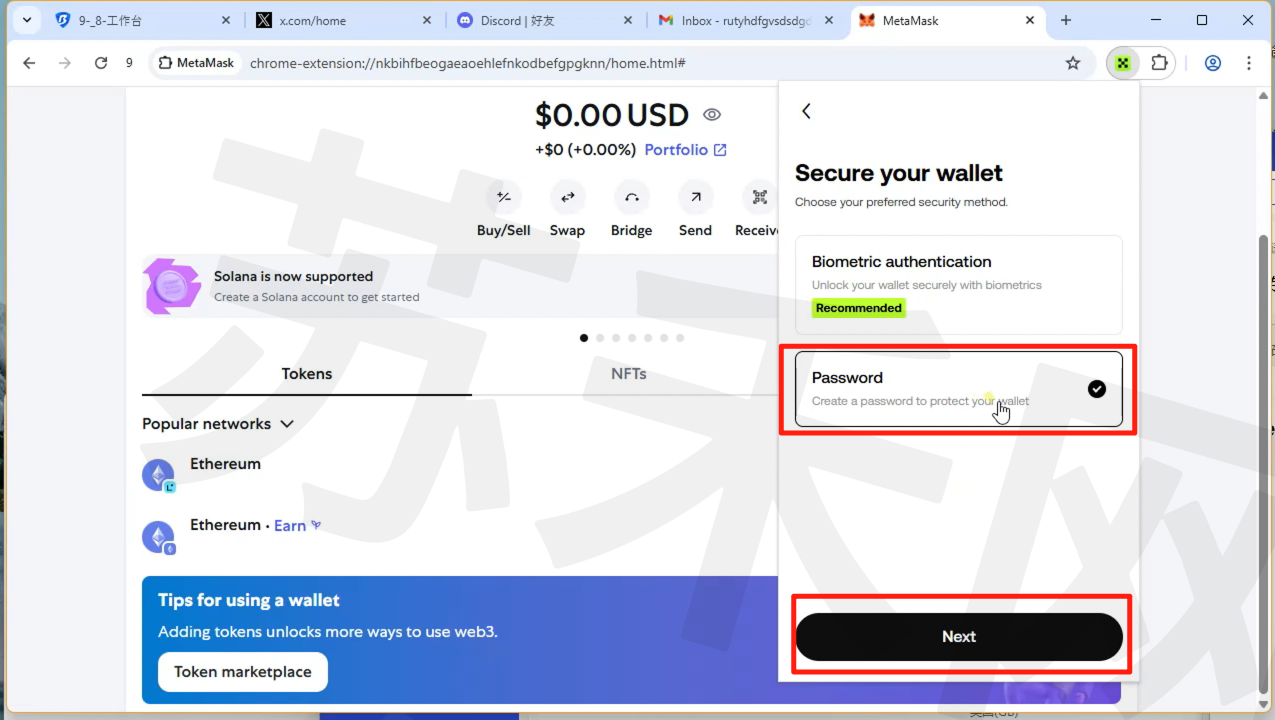 9-_8-工作台
x.com/home
Discord | 好友
Inbox - rutyhdfgvsdsdgd
MetaMask
9
MetaMask
chrome-extension://nkbihfbeogaeaoehlefnkodbefgpgknn/home.html#
$0.00 USD
+$0 (+0.00%) Portfolio
Buy/Sell
Swap
Bridge
Send
Receive
Solana is now supported
Create a Solana account to get started
Tokens
NFTs
Popular networks
Ethereum
Ethereum · Earn
Tips for using a wallet
Adding tokens unlocks more ways to use web3.
Token marketplace
Secure your wallet
Choose your preferred security method.
Biometric authentication
Unlock your wallet securely with biometrics
Recommended
Password
Create a password to protect your wallet
Next
苏米网